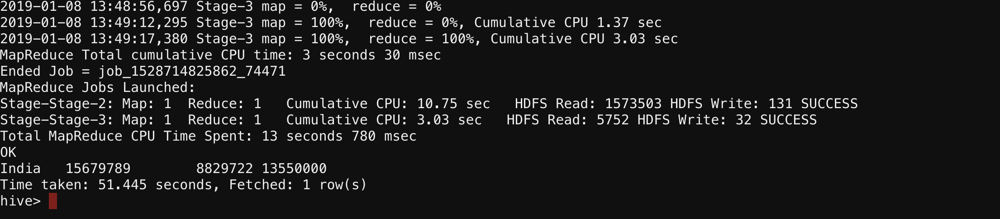 2019-01-08 13:48:56,697 Stage-3 map = 0%,  reduce = 0%
2019-01-08 13:49:12,295 Stage-3 map = 100%,  reduce = 0%, Cumulative CPU 1.37 sec
2019-01-08 13:49:17,380 Stage-3 map = 100%,  reduce = 100%, Cumulative CPU 3.03 sec
MapReduce Total cumulative CPU time: 3 seconds 30 msec
Ended Job = job_1528714825862_74471
MapReduce Jobs Launched:
Stage-Stage-2: Map: 1  Reduce: 1   Cumulative CPU: 10.75 sec   HDFS Read: 1573503 HDFS Write: 131 SUCCESS
Stage-Stage-3: Map: 1  Reduce: 1   Cumulative CPU: 3.03 sec   HDFS Read: 5752 HDFS Write: 32 SUCCESS
Total MapReduce CPU Time Spent: 13 seconds 780 msec
OK
India   15679789        8829722 13550000
Time taken: 51.445 seconds, Fetched: 1 row(s)
hive>